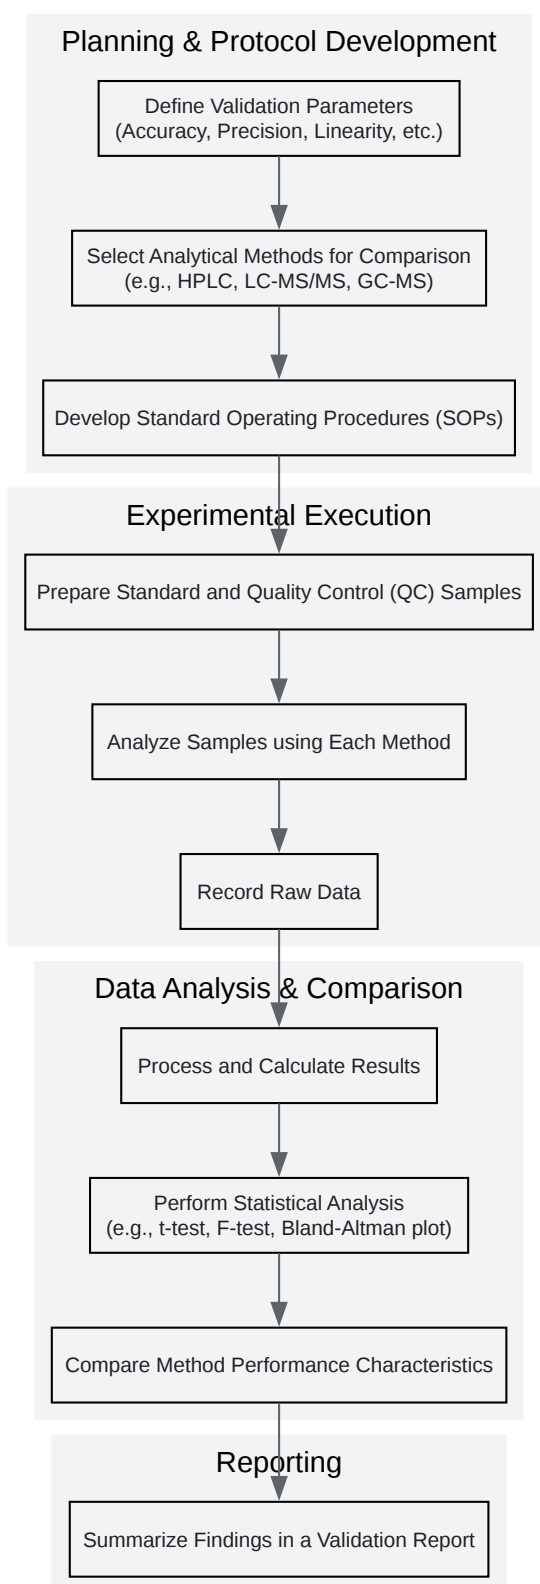 Planning & Protocol Development
Define Validation Parameters
(Accuracy, Precision, Linearity, etc.)
Select Analytical Methods for Comparison
(e.g., HPLC, LC-MS/MS, GC-MS)
Develop Standard Operating Procedures (SOPs)
Experimental Execution
Prepare Standard and Quality Control (QC) Samples
Analyze Samples using Each Method
Record Raw Data
Data Analysis & Comparison
Process and Calculate Results
Perform Statistical Analysis
(e.g., t-test, F-test, Bland-Altman plot)
Compare Method Performance Characteristics
Reporting
Summarize Findings in a Validation Report